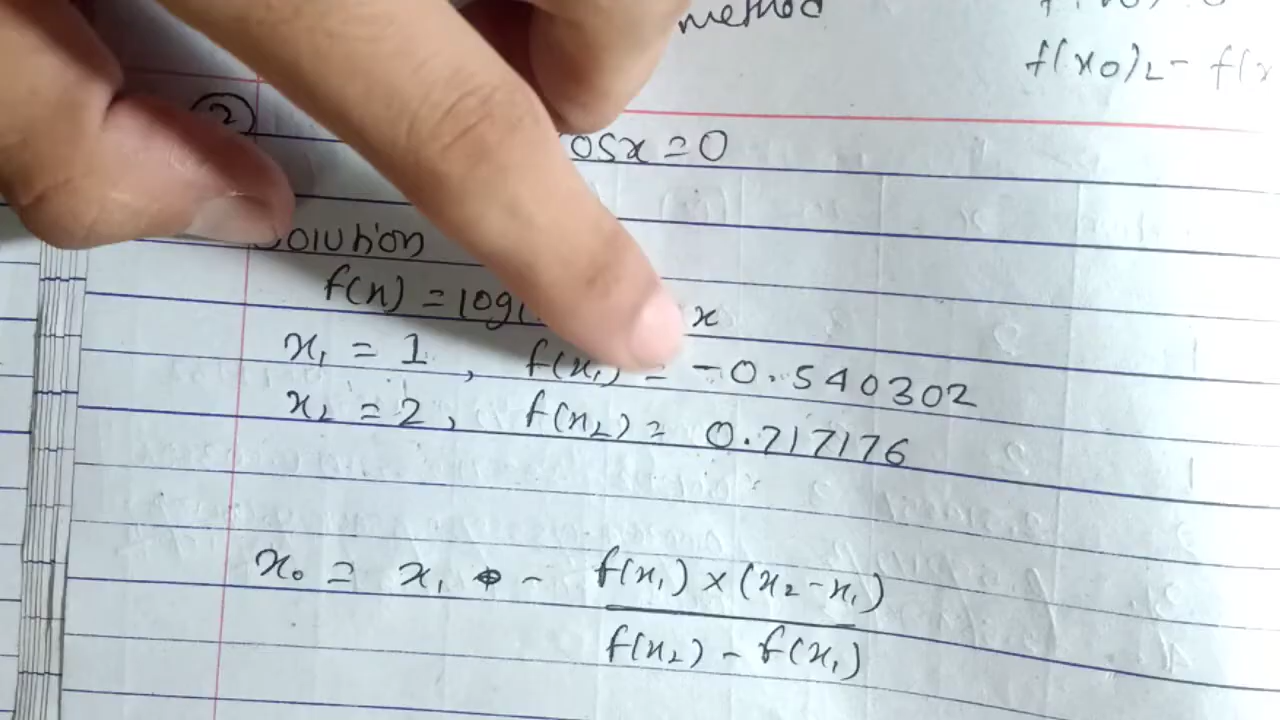 method
f(x0)2- f(x
2
osx = 0
Solution
f(x) = log x
x1 = 1 , f(x1) = -0.540302
x2 = 2 , f(x2) = 0.717176
x0 = x1 - f(x1) × (x2 - x1)
f(x2) - f(x1)